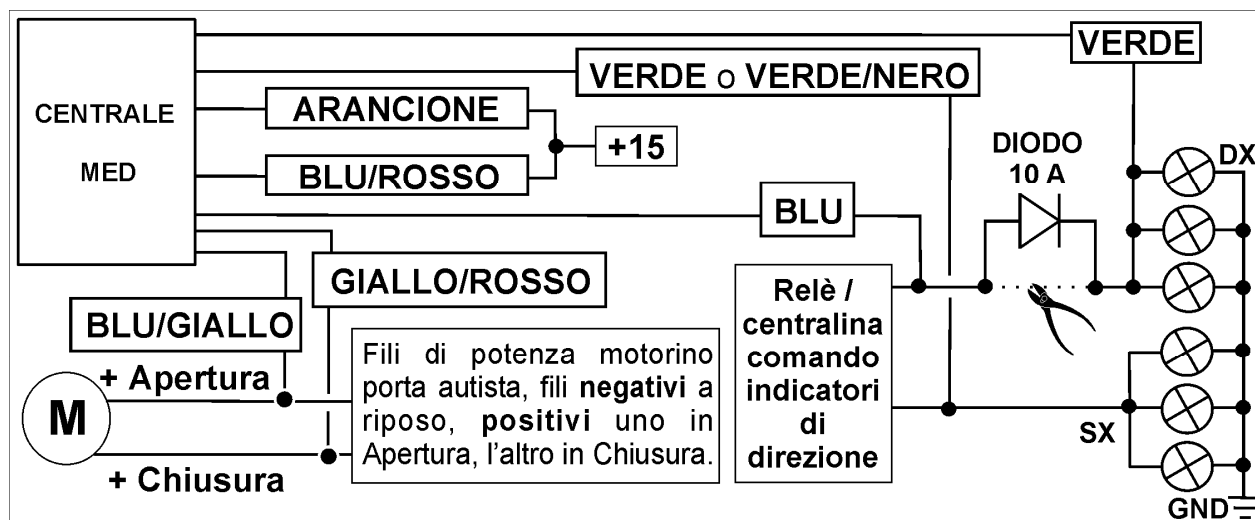 CENTRALE
MED
VERDE
VERDE o VERDE/NERO
ARANCIONE
+15
BLU/ROSSO
DIODO
10 A
DX
BLU
GIALLO/ROSSO
BLU/GIALLO
Relè /
centralina
comando
indicatori
di
direzione
+ Apertura
M
+ Chiusura
Fili di potenza motorino
porta autista, fili negativi a
riposo, positivi uno in
Apertura, l'altro in Chiusura.
SX
GND